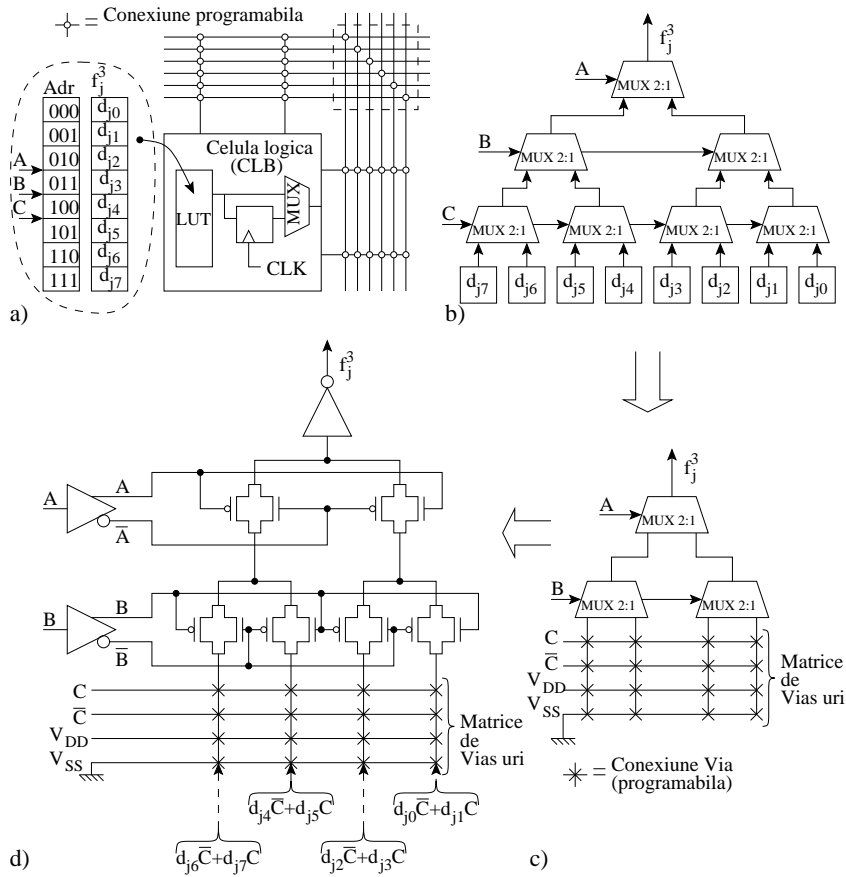 = Conexiune programabila
Adr f_j^3
000 d_j0
001 d_j1
010 d_j2
011 d_j3
100 d_j4
101 d_j5
110 d_j6
111 d_j7
A
B
C
Celula logica
(CLB)
LUT
MUX
CLK
a)
f_j^3
A
MUX 2:1
B
MUX 2:1 MUX 2:1
C
MUX 2:1 MUX 2:1 MUX 2:1 MUX 2:1
d_j7 d_j6 d_j5 d_j4 d_j3 d_j2 d_j1 d_j0
b)
f_j^3
A A
A̅
B B
B̅
C
C̅
V_DD
V_SS
Matrice
de
Vias uri
d_j4C̅+d_j5C d_j0C̅+d_j1C
d_j6C̅+d_j7C d_j2C̅+d_j3C
d)
f_j^3
A
MUX 2:1
B
MUX 2:1 MUX 2:1
C
C̅
V_DD
V_SS
Matrice
de
Vias uri
= Conexiune Via
(programabila)
c)